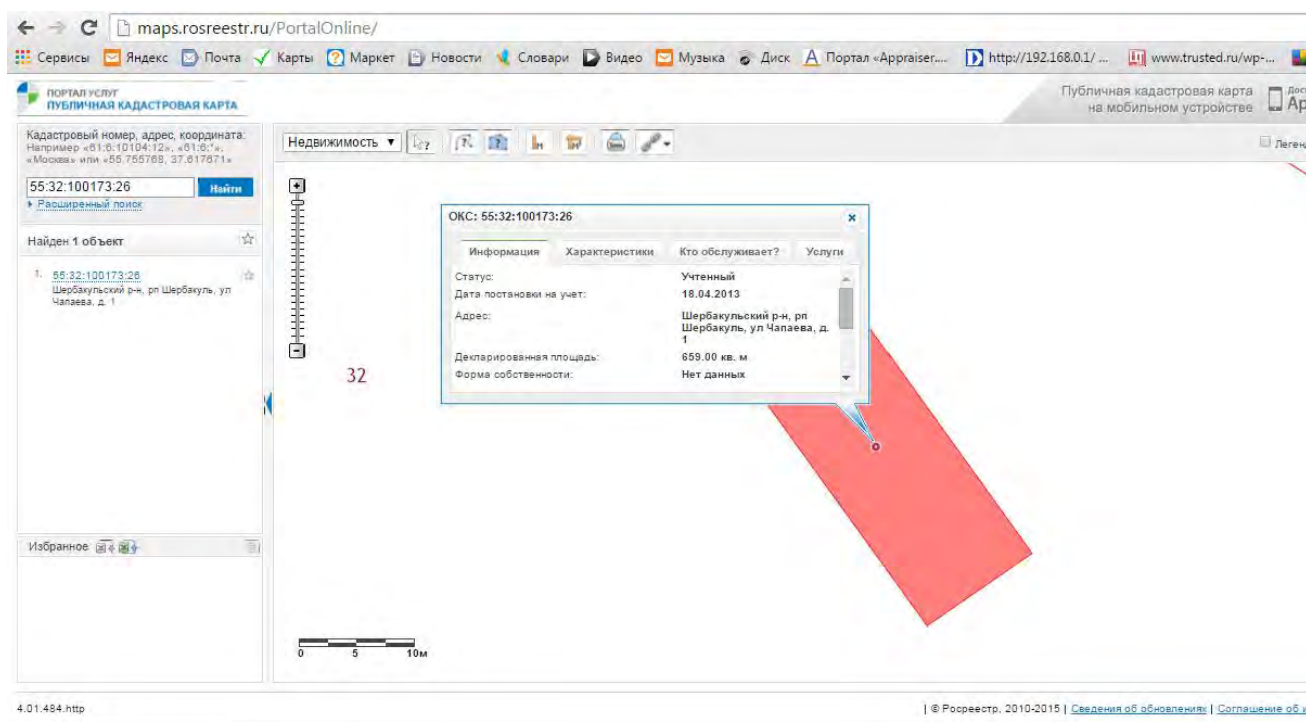 maps.rosreestr.ru/PortalOnline/
Сервисы Яндекс Почта Карты Маркет Новости Словари Видео Музыка Диск Портал «Appraiser.... http://192.168.0.1/ ... www.trusted.ru/wp-...
ПОРТАЛ УСЛУГ
ПУБЛИЧНАЯ КАДАСТРОВАЯ КАРТА
Публичная кадастровая карта
на мобильном устройстве
Кадастровый номер, адрес, координата:
Например «61:6:10104:12», «61:6:*»,
«Москва» или «55.755768, 37.617671»
55:32:100173:26 Найти
Расширенный поиск
Найден 1 объект
1. 55:32:100173:26
Шербакульский р-н, рп Шербакуль, ул
Чапаева, д. 1
Избранное
Недвижимость
32
ОКС: 55:32:100173:26
Информация Характеристики Кто обслуживает? Услуги
Статус: Учтенный
Дата постановки на учет: 18.04.2013
Адрес: Шербакульский р-н, рп
Шербакуль, ул Чапаева, д.
1
Декларированная площадь: 659.00 кв. м
Форма собственности: Нет данных
0 5 10м
4.01.484.http
| © Росреестр, 2010-2015 | Сведения об обновлениях | Соглашение об